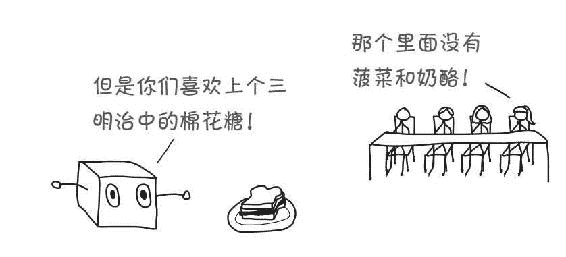 但是你们喜欢上个三
明治中的棉花糖！
那个里面没有
菠菜和奶酪！